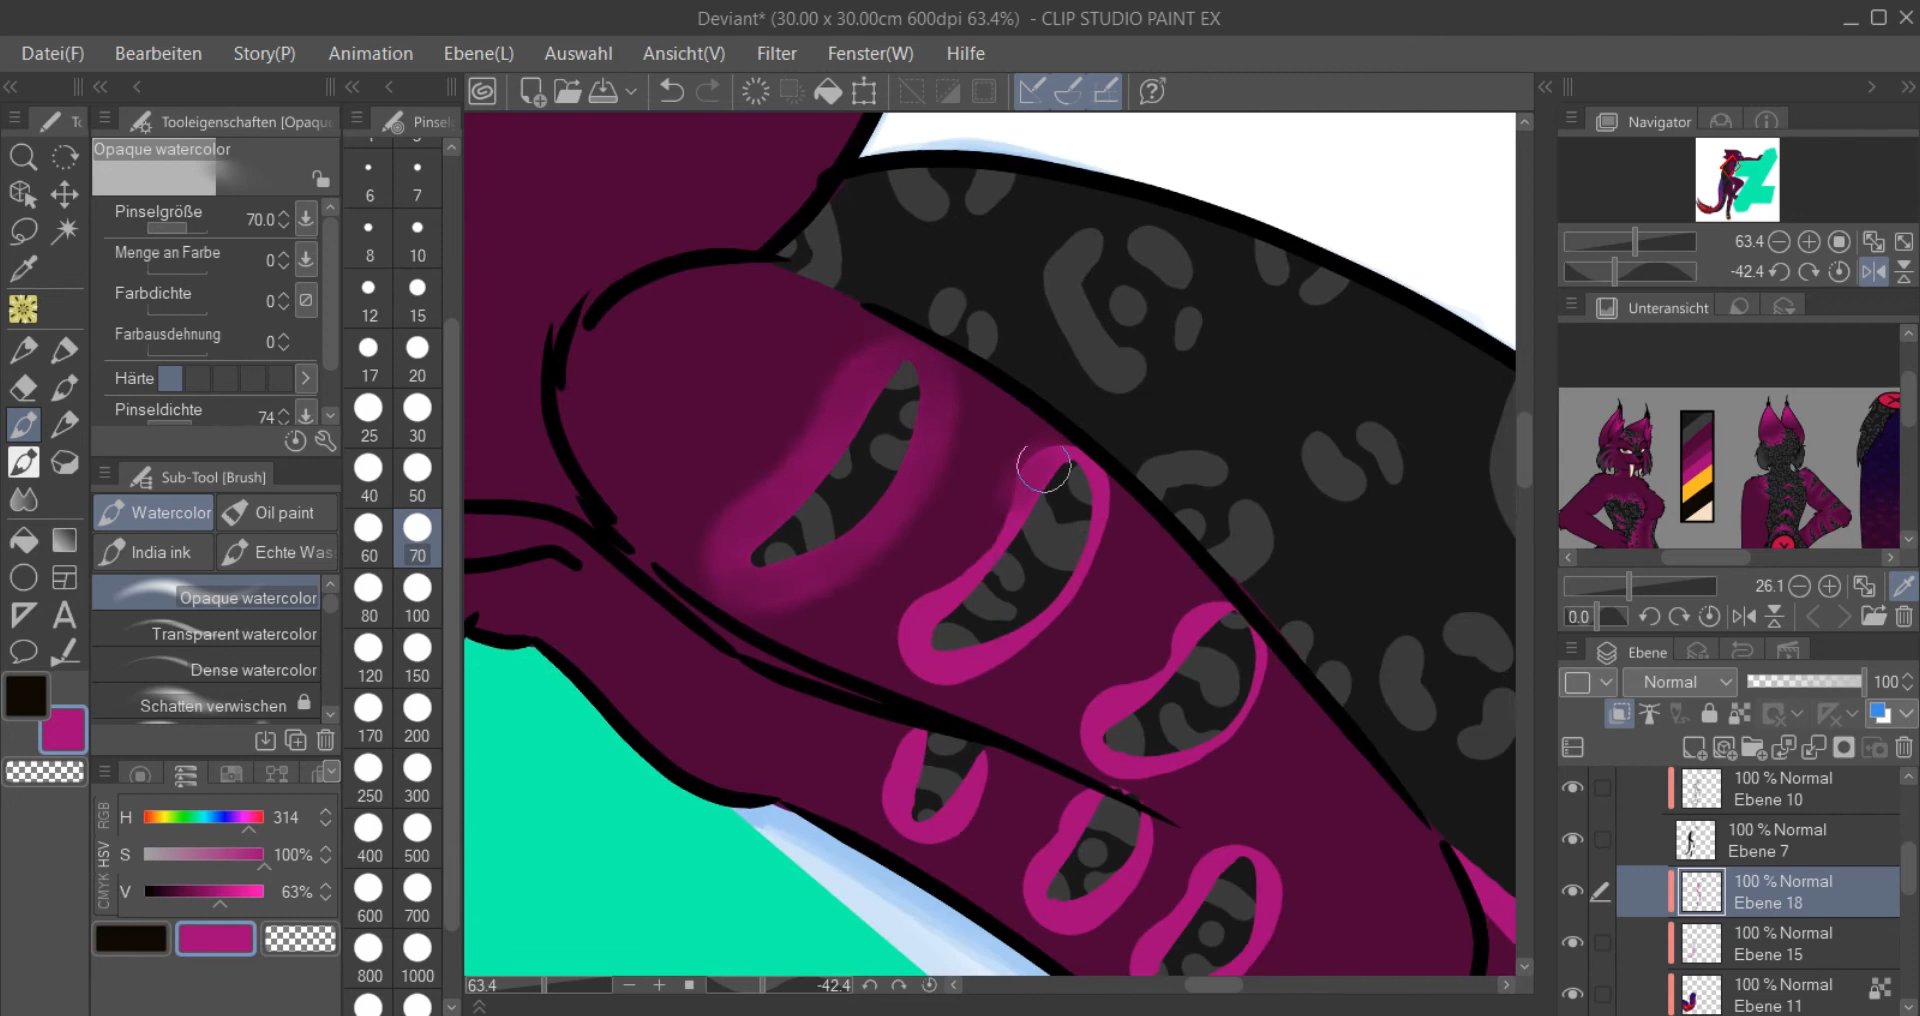 Deviant* (30.00 x 30.00cm 600dpi 63.4%) - CLIP STUDIO PAINT EX
Datei(F) Bearbeiten Story(P) Animation Ebene(L) Auswahl Ansicht(V) Filter Fenster(W) Hilfe
Tooleigenschaften [Opaqu
Pinsel
Navigator
Opaque watercolor
Pinselgröße 70.0
Menge an Farbe 0
Farbdichte 0
Farbausdehnung 0
Härte
Pinseldichte 74
Sub-Tool [Brush]
Watercolor Oil paint
India ink Echte Was
Opaque watercolor
Transparent watercolor
Dense watercolor
Schatten verwischen
RGB
HSV
CMYK
H 314
S 100%
V 63%
6 7
8 10
12 15
17 20
25 30
40 50
60 70
80 100
120 150
170 200
250 300
400 500
600 700
800 1000
63.4 -42.4
63.4
-42.4
Unteransicht
26.1
0.0
Ebene
Normal 100
100 % Normal
Ebene 10
100 % Normal
Ebene 7
100 % Normal
Ebene 18
100 % Normal
Ebene 15
100 % Normal
Ebene 11